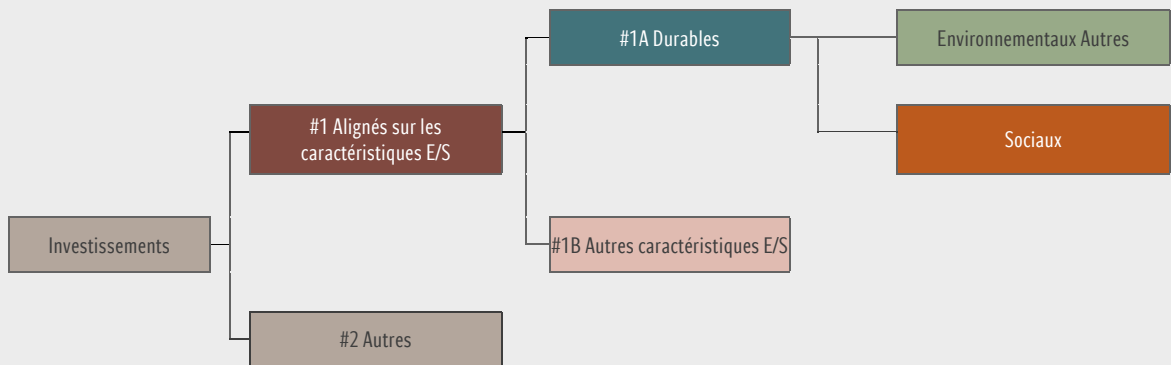 #1A Durables
Environnementaux Autres
#1 Alignés sur les
caractéristiques E/S
Sociaux
Investissements
#1B Autres caractéristiques E/S
#2 Autres